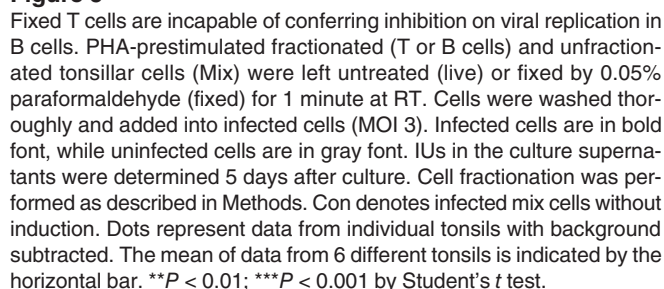 Fixed T cells are incapable of conferring inhibition on viral replication in
B cells. PHA-prestimulated fractionated (T or B cells) and unfraction-
ated tonsillar cells (Mix) were left untreated (live) or fixed by 0.05%
paraformaldehyde (fixed) for 1 minute at RT. Cells were washed thor-
oughly and added into infected cells (MOI 3). Infected cells are in bold
font, while uninfected cells are in gray font. IUs in the culture superna-
tants were determined 5 days after culture. Cell fractionation was per-
formed as described in Methods. Con denotes infected mix cells without
induction. Dots represent data from individual tonsils with background
subtracted. The mean of data from 6 different tonsils is indicated by the
horizontal bar. **P < 0.01; ***P < 0.001 by Student's t test.